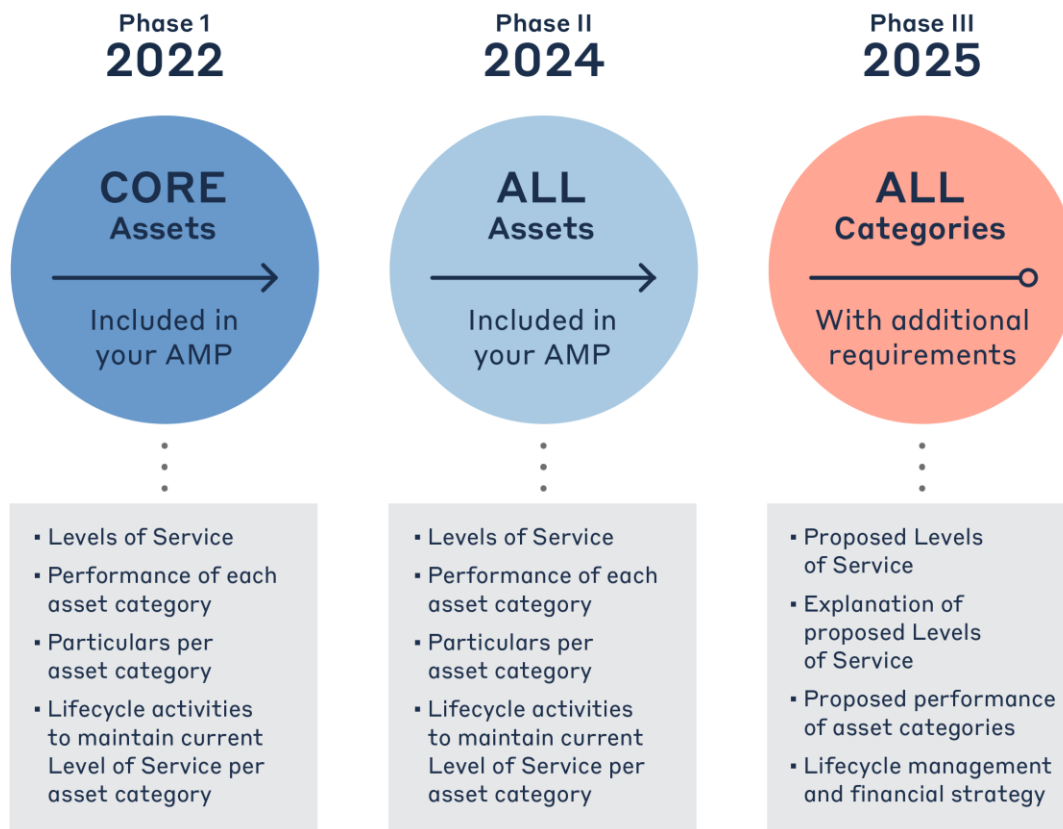 Phase 1
2022
CORE
Assets
Included in
your AMP
▪ Levels of Service
▪ Performance of each
asset category
▪ Particulars per
asset category
▪ Lifecycle activities
to maintain current
Level of Service per
asset category
Phase II
2024
ALL
Assets
Included in
your AMP
▪ Levels of Service
▪ Performance of each
asset category
▪ Particulars per
asset category
▪ Lifecycle activities
to maintain current
Level of Service per
asset category
Phase III
2025
ALL
Categories
With additional
requirements
▪ Proposed Levels
of Service
▪ Explanation of
proposed Levels
of Service
▪ Proposed performance
of asset categories
▪ Lifecycle management
and financial strategy